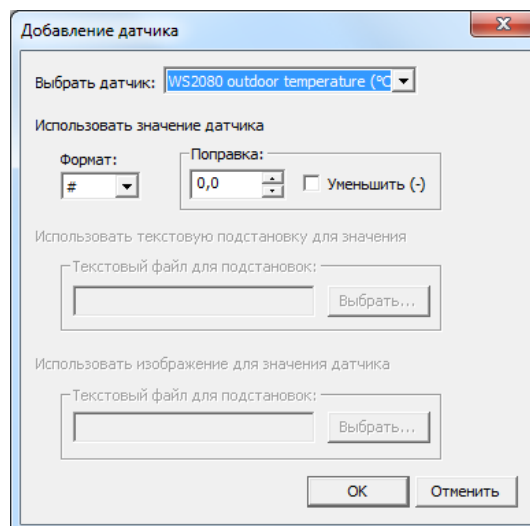 Добавление датчика
Выбрать датчик: WS2080 outdoor temperature (°C
Использовать значение датчика
Формат: Поправка:
# 0,0 Уменьшить (-)
Использовать текстовую подстановку для значения
Текстовый файл для подстановок:
Выбрать...
Использовать изображение для значения датчика
Текстовый файл для подстановок:
Выбрать...
OK Отменить